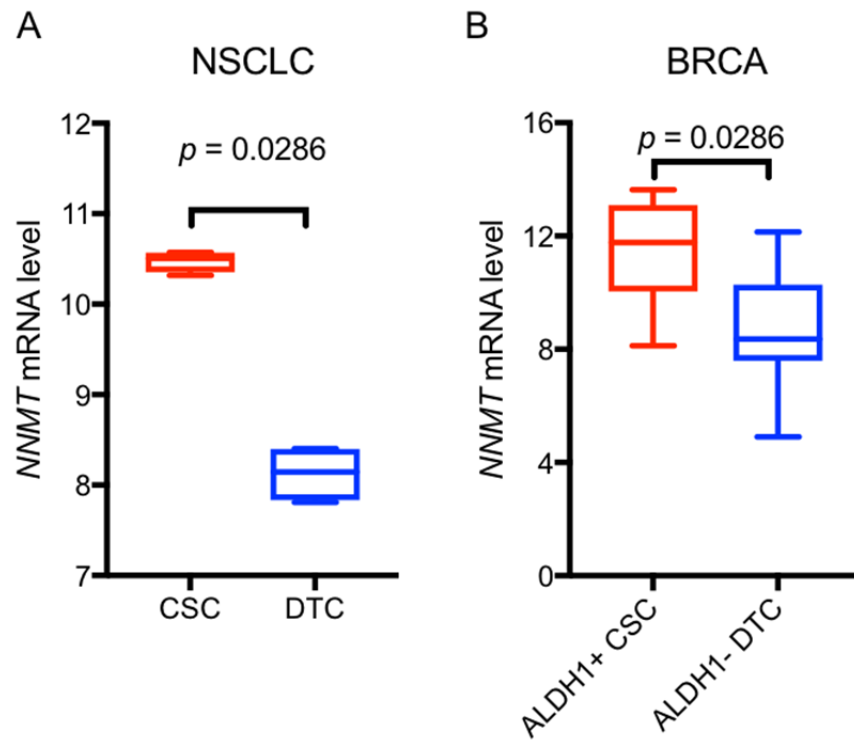 A
NSCLC
p = 0.0286
NNMT mRNA level
12
11
10
9
8
7
CSC
DTC
B
BRCA
p = 0.0286
NNMT mRNA level
16
12
8
4
0
ALDH1+ CSC
ALDH1- DTC